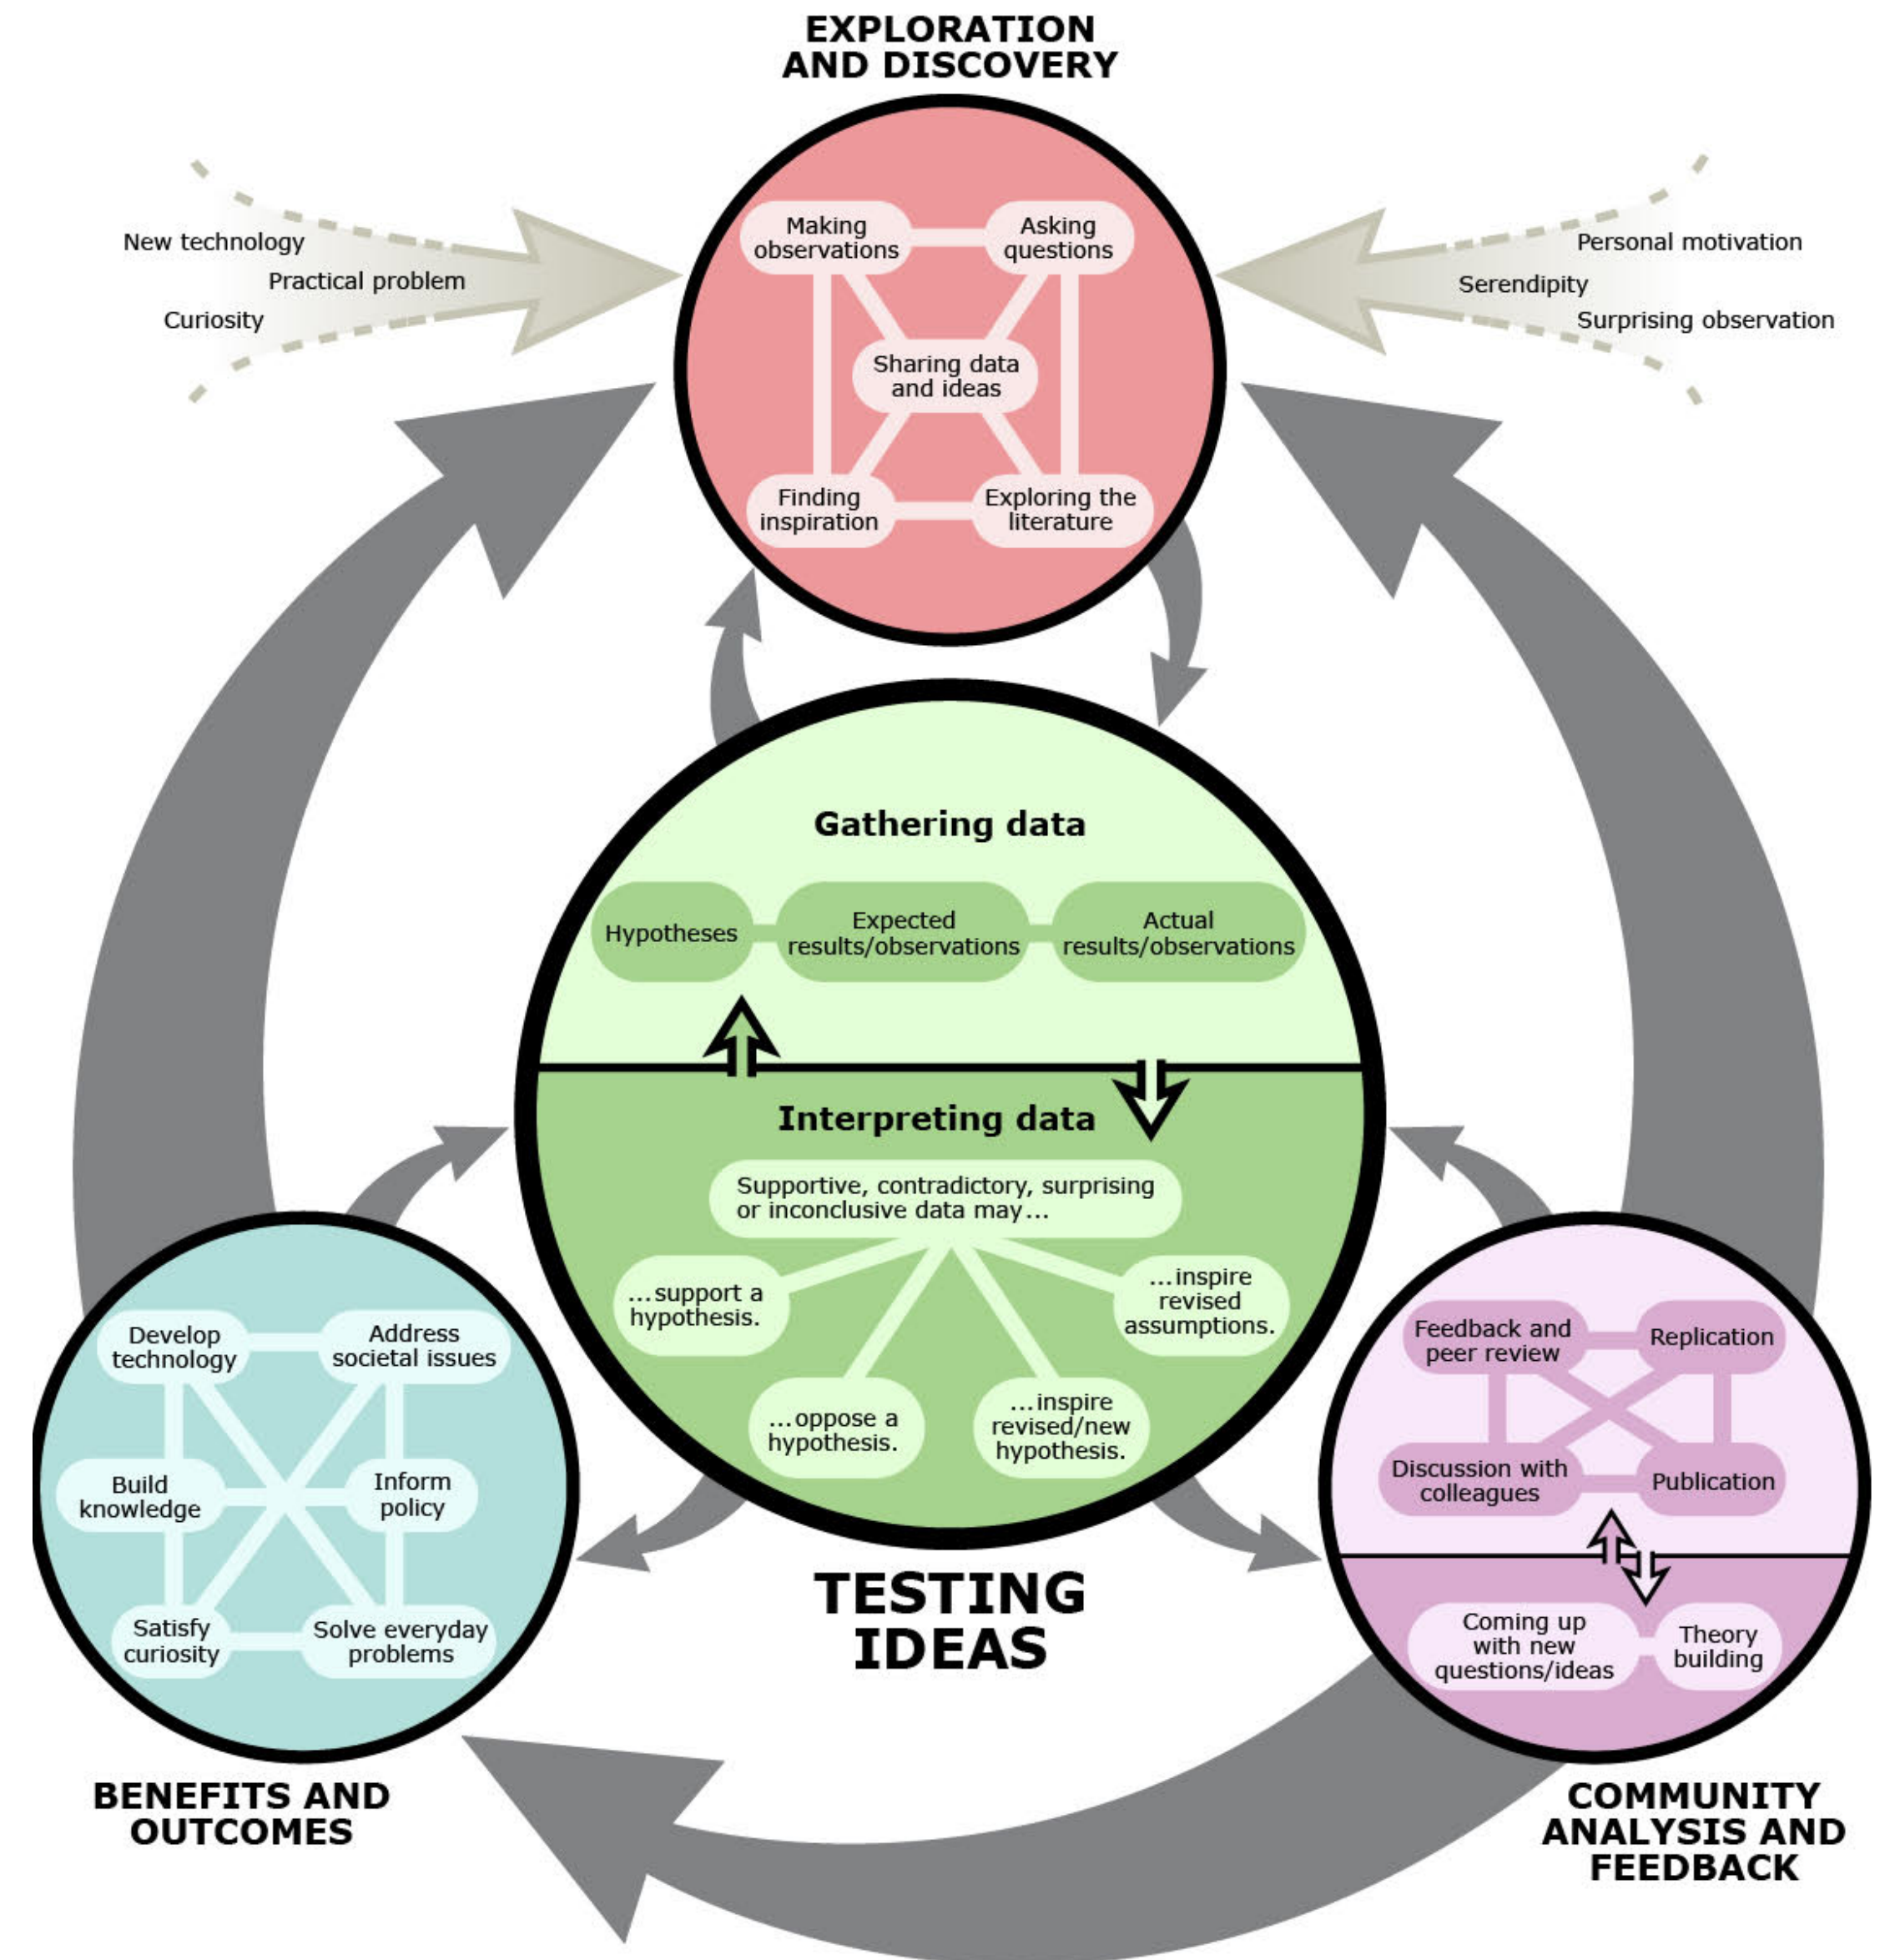 EXPLORATION
AND DISCOVERY
New technology
Practical problem
Curiosity
Personal motivation
Serendipity
Surprising observation
Making
observations
Asking
questions
Sharing data
and ideas
Finding
inspiration
Exploring the
literature
Gathering data
Hypotheses
Expected
results/observations
Actual
results/observations
Interpreting data
Supportive, contradictory, surprising
or inconclusive data may...
...support a
hypothesis.
...oppose a
hypothesis.
...inspire
revised/new
hypothesis.
...inspire
revised
assumptions.
TESTING
IDEAS
Develop
technology
Address
societal issues
Build
knowledge
Inform
policy
Satisfy
curiosity
Solve everyday
problems
BENEFITS AND
OUTCOMES
Feedback and
peer review
Replication
Discussion with
colleagues
Publication
Coming up
with new
questions/ideas
Theory
building
COMMUNITY
ANALYSIS AND
FEEDBACK